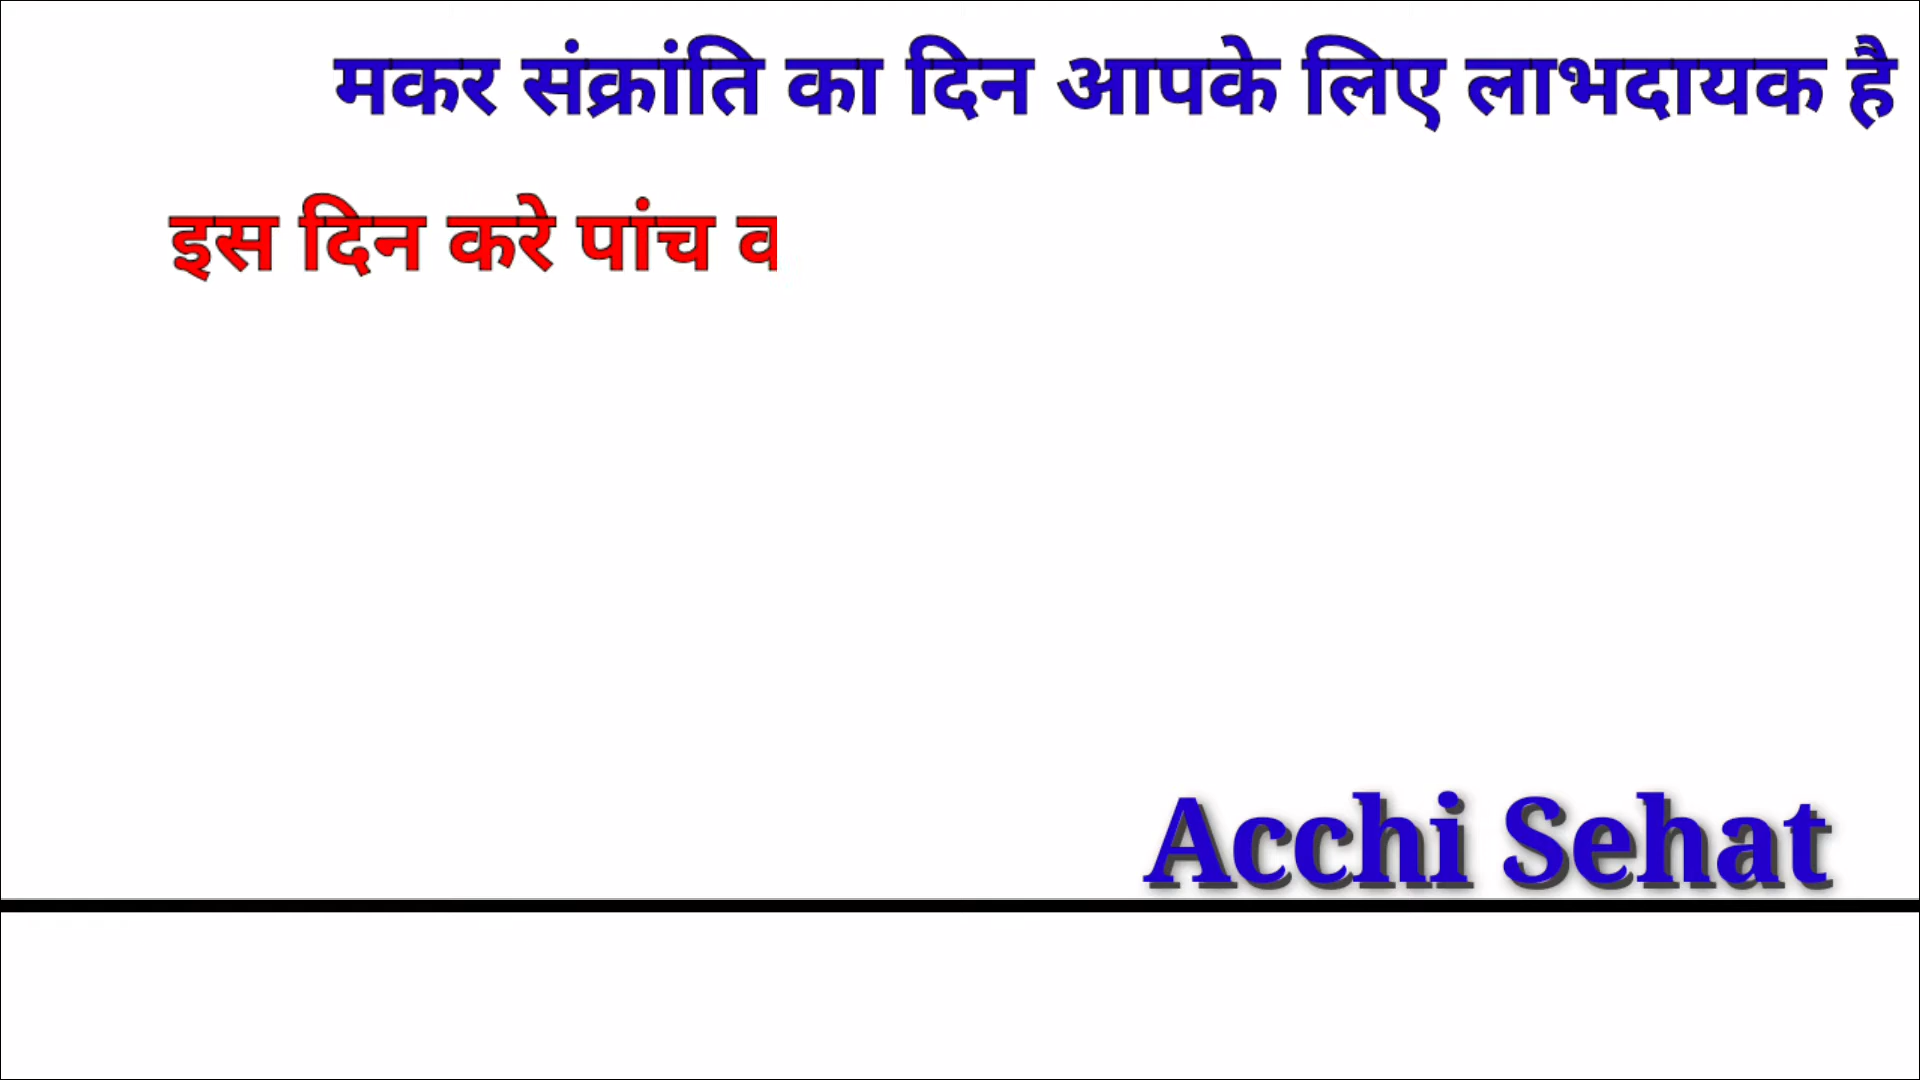 मकर संक्रांति का दिन आपके लिए लाभदायक है
इस दिन करे पांच
Acchi Sehat